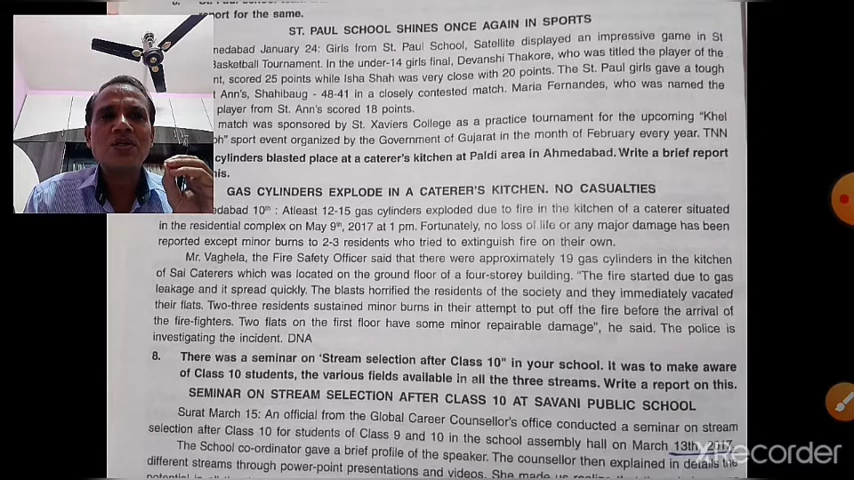 port for the same.
ST. PAUL SCHOOL SHINES ONCE AGAIN IN SPORTS
medabad January 24: Girls from St. Paul School, Satellite displayed an impressive game in St
Basketball Tournament. In the under-14 girls final, Devanshi Thakore, who was titled the player of the
nt, scored 25 points while Isha Shah was very close with 20 points. The St. Paul girls gave a tough
t Ann's, Shahibaug - 48-41 in a closely contested match. Maria Fernandes, who was named the
player from St. Ann's scored 18 points.
match was sponsored by St. Xaviers College as a practice tournament for the upcoming "Khel
sport event organized by the Government of Gujarat in the month of February every year. TNN
cylinders blasted place at a caterer's kitchen at Paldi area in Ahmedabad. Write a brief report
his.
GAS CYLINDERS EXPLODE IN A CATERER'S KITCHEN. NO CASUALTIES
edabad 10th : Atleast 12-15 gas cylinders exploded due to fire in the kitchen of a caterer situated
in the residential complex on May 9th, 2017 at 1 pm. Fortunately, no loss of life or any major damage has been
reported except minor burns to 2-3 residents who tried to extinguish fire on their own.
Mr. Vaghela, the Fire Safety Officer said that there were approximately 19 gas cylinders in the kitchen
of Sai Caterers which was located on the ground floor of a four-storey building. "The fire started due to gas
leakage and it spread quickly. The blasts horrified the residents of the society and they immediately vacated
their flats. Two-three residents sustained minor burns in their attempt to put off the fire before the arrival of
the fire-fighters. Two flats on the first floor have some minor repairable damage", he said. The police is
investigating the incident. DNA
8. There was a seminar on 'Stream selection after Class 10" in your school. It was to make aware
of Class 10 students, the various fields available in all the three streams. Write a report on this.
SEMINAR ON STREAM SELECTION AFTER CLASS 10 AT SAVANI PUBLIC SCHOOL
Surat March 15: An official from the Global Career Counsellor's office conducted a seminar on stream
selection after Class 10 for students of Class 9 and 10 in the school assembly hall on March 13th, 2017.
The School co-ordinator gave a brief profile of the speaker. The counsellor then explained in details the
different streams through power-point presentations and videos. She made us realize that
XRecorder